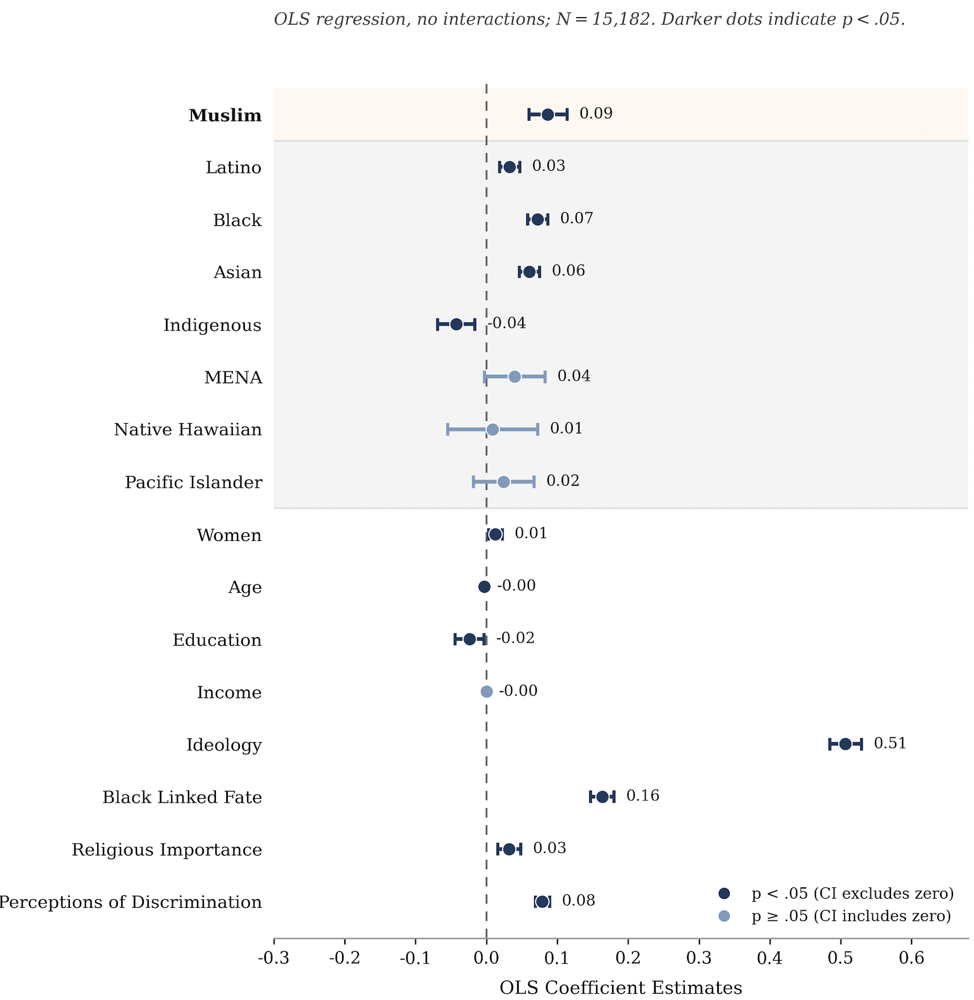 OLS regression, no interactions; N = 15,182. Darker dots indicate p < .05.
Muslim 0.09
Latino 0.03
Black 0.07
Asian 0.06
Indigenous -0.04
MENA 0.04
Native Hawaiian 0.01
Pacific Islander 0.02
Women 0.01
Age -0.00
Education -0.02
Income -0.00
Ideology 0.51
Black Linked Fate 0.16
Religious Importance 0.03
Perceptions of Discrimination 0.08
p < .05 (CI excludes zero)
p ≥ .05 (CI includes zero)
-0.3 -0.2 -0.1 0.0 0.1 0.2 0.3 0.4 0.5 0.6
OLS Coefficient Estimates